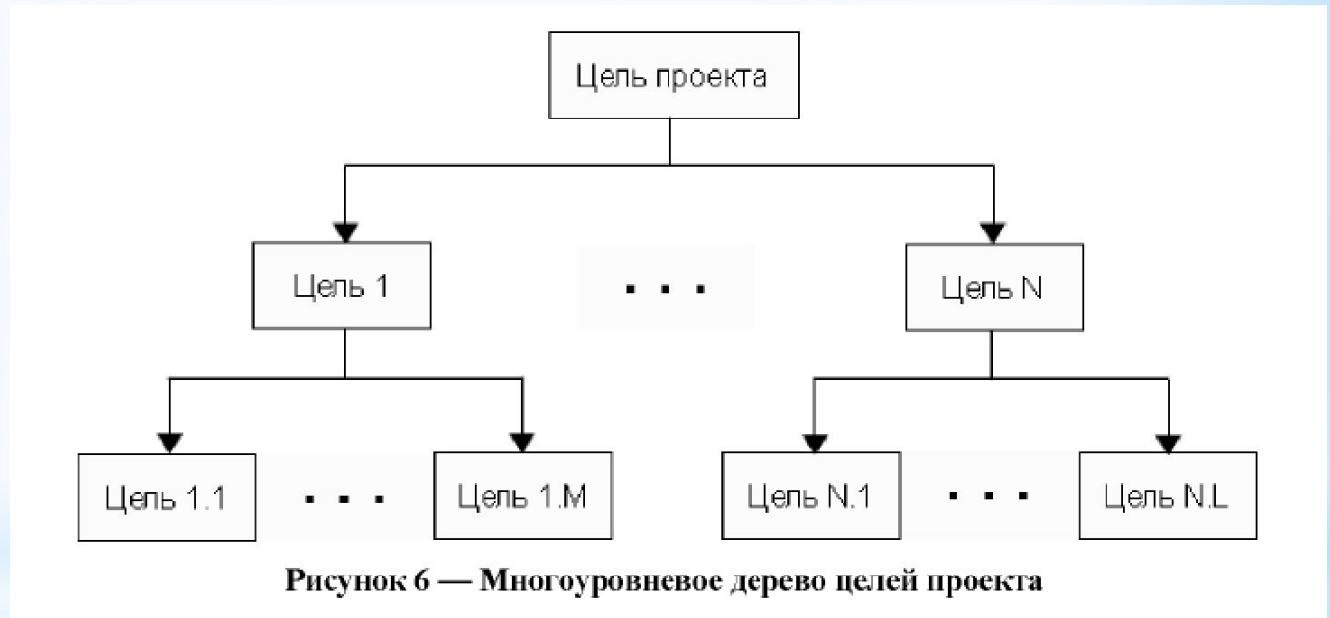 Цель проекта
Цель 1
. . .
Цель N
Цель 1.1
. . .
Цель 1.M
Цель N.1
. . .
Цель N.L
Рисунок 6 — Многоуровневое дерево целей проекта